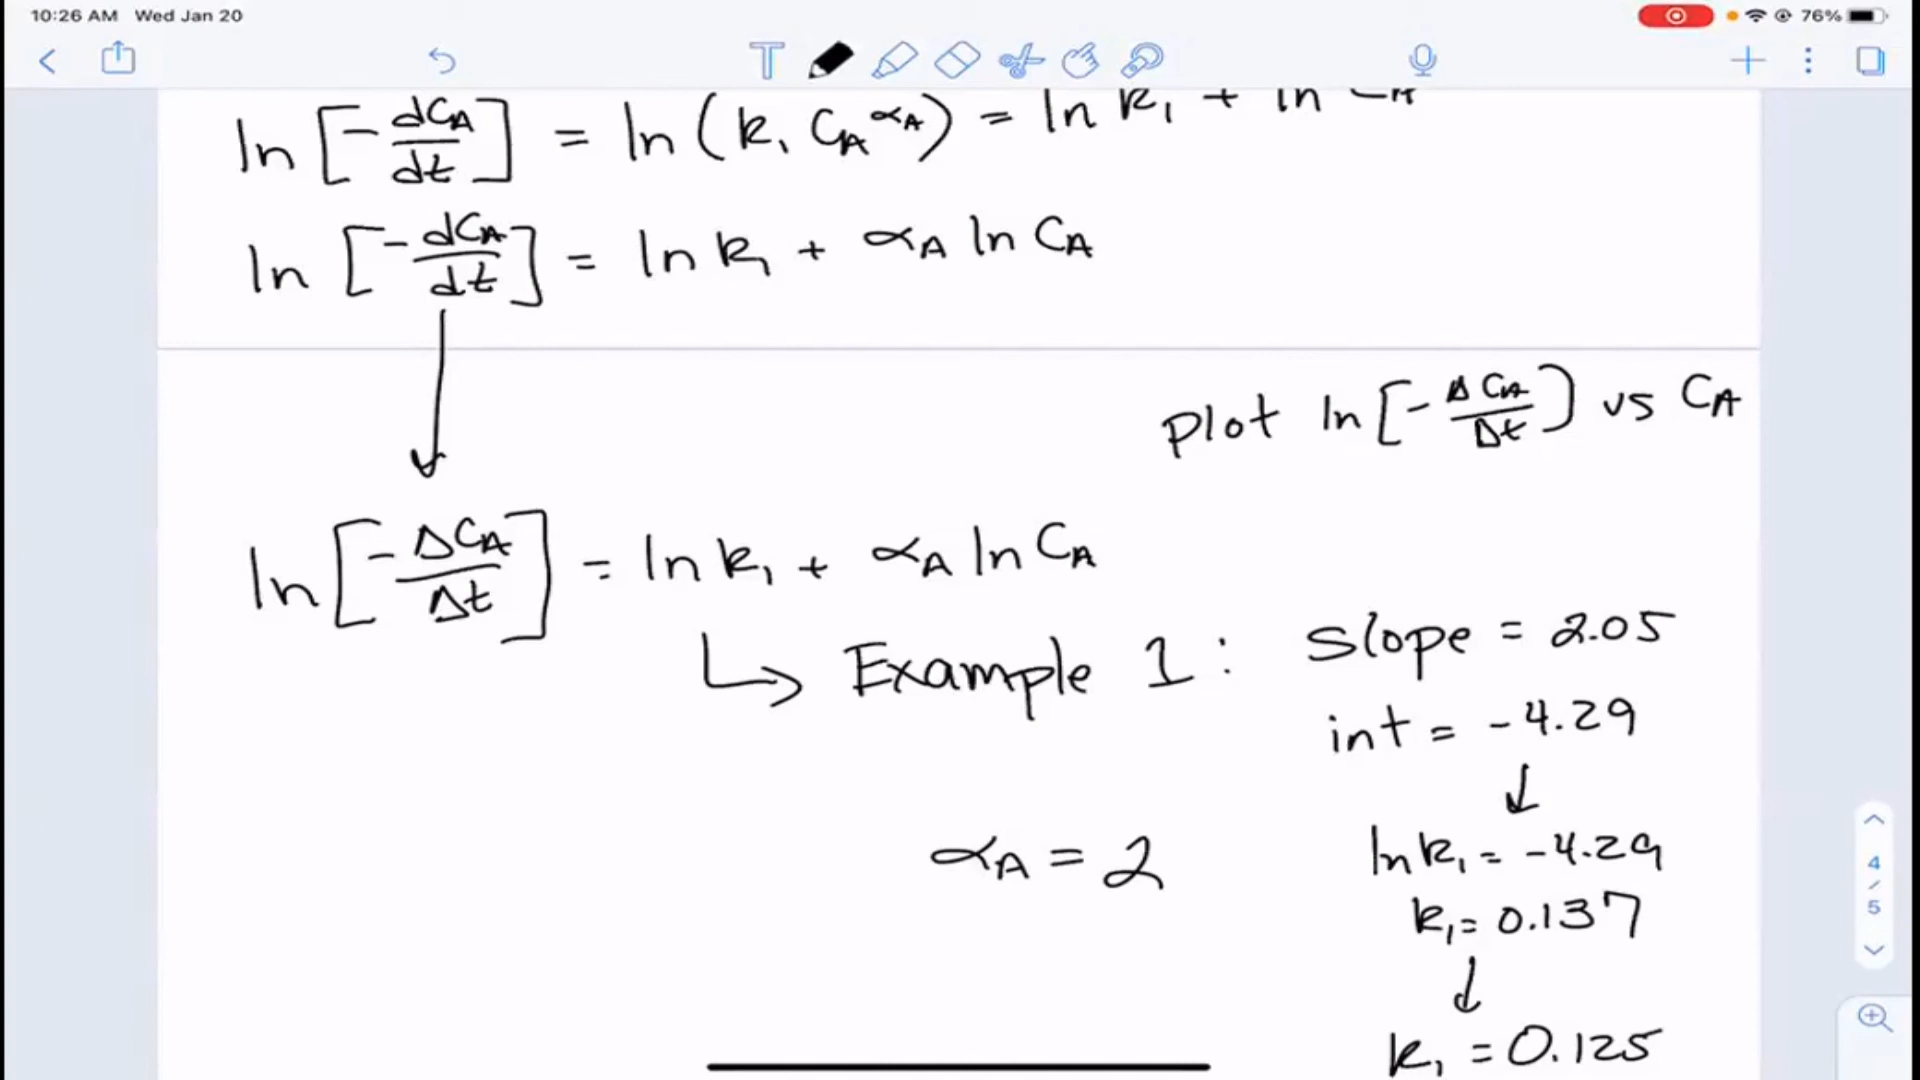 10:26 AM Wed Jan 20
76%
T
ln [-dCA/dt] = ln (k₁ CA^αA) = ln k₁ + ln CA
ln [-dCA/dt] = ln k₁ + αA ln CA
Plot ln [-ΔCA/Δt] vs CA
ln [-ΔCA/Δt] = ln k₁ + αA ln CA
↳ Example 1 : Slope = 2.05
int = -4.29
↓
αA = 2
ln k₁ = -4.29
k₁ = 0.137
↓
k₁ = 0.125
4
/
5